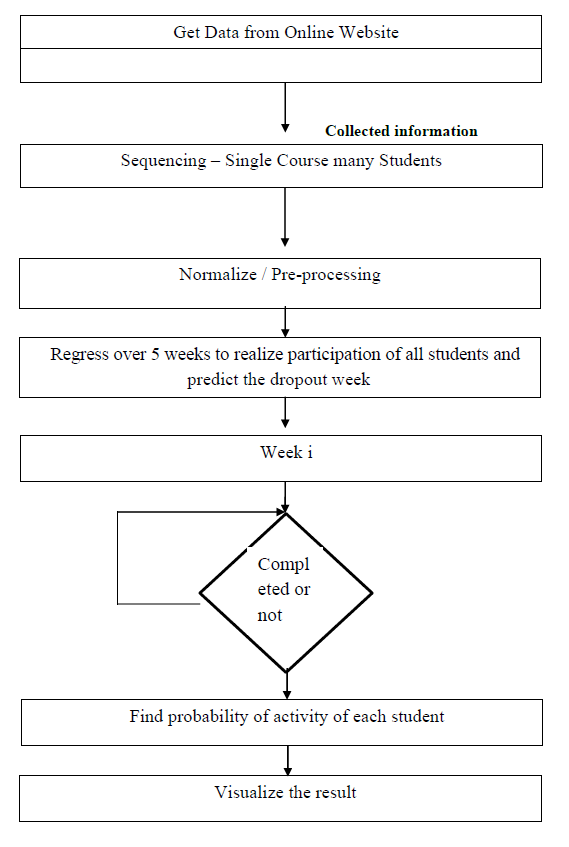 Get Data from Online Website
Collected information
Sequencing – Single Course many Students
Normalize / Pre-processing
Regress over 5 weeks to realize participation of all students and
predict the dropout week
Week i
Compl
eted or
not
Find probability of activity of each student
Visualize the result